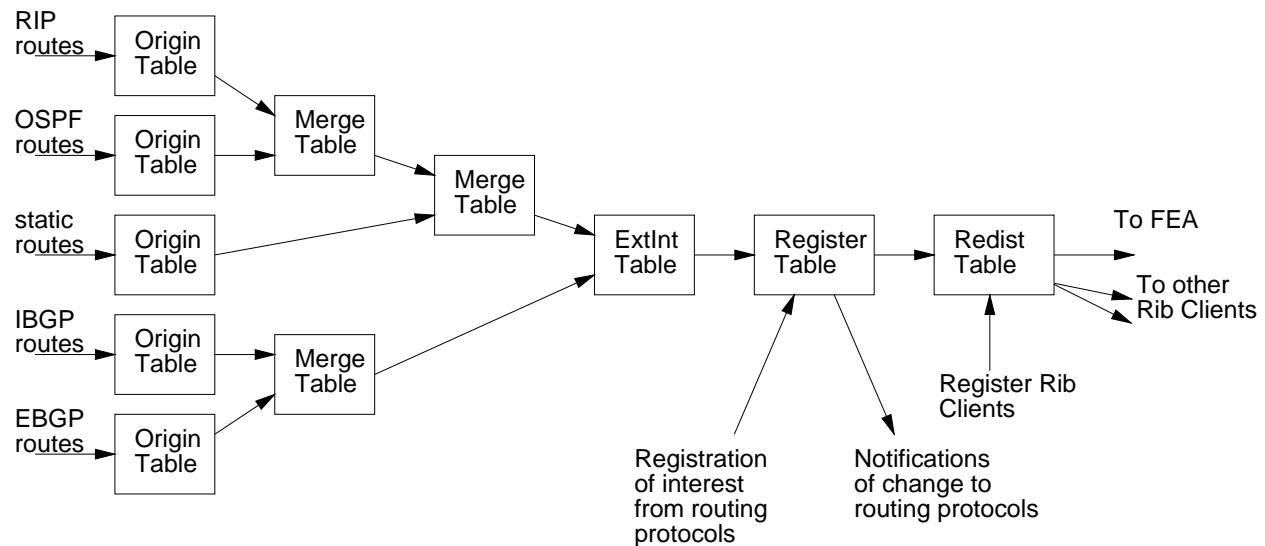 RIP
routes
Origin
Table
OSPF
routes
Origin
Table
Merge
Table
static
routes
Origin
Table
Merge
Table
IBGP
routes
Origin
Table
Merge
Table
EBGP
routes
Origin
Table
ExtInt
Table
Register
Table
Redist
Table
To FEA
To other
Rib Clients
Register Rib
Clients
Registration
of interest
from routing
protocols
Notifications
of change to
routing protocols